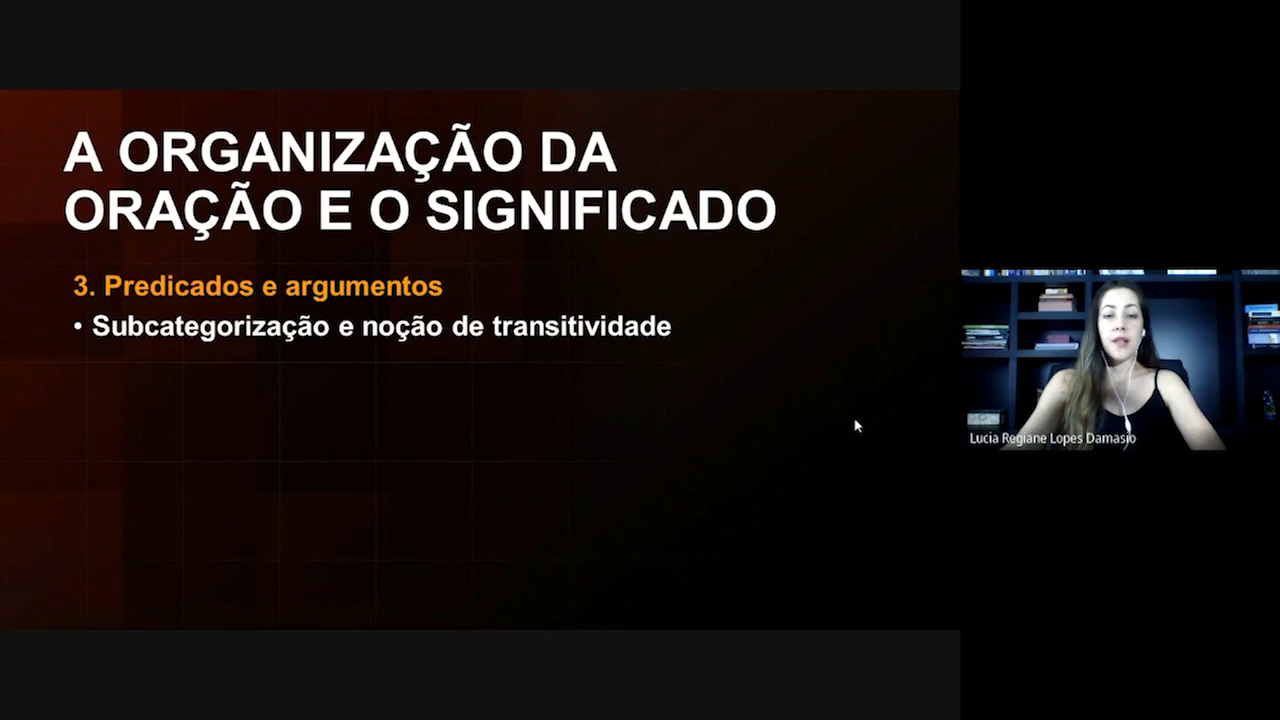 A ORGANIZAÇÃO DA
ORAÇÃO E O SIGNIFICADO
3. Predicados e argumentos
• Subcategorização e noção de transitividade
Lucia Regiane Lopes Damasio